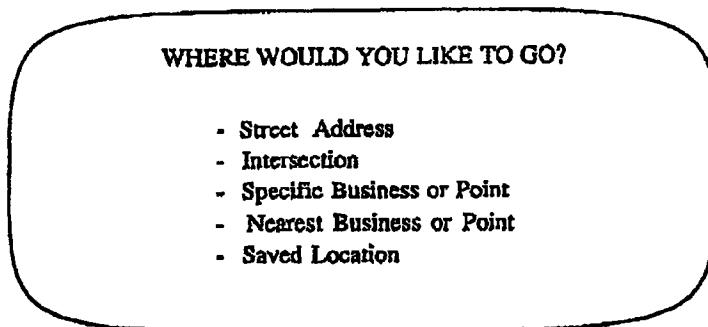 WHERE WOULD YOU LIKE TO GO?
- Street Address
- Intersection
- Specific Business or Point
- Nearest Business or Point
- Saved Location